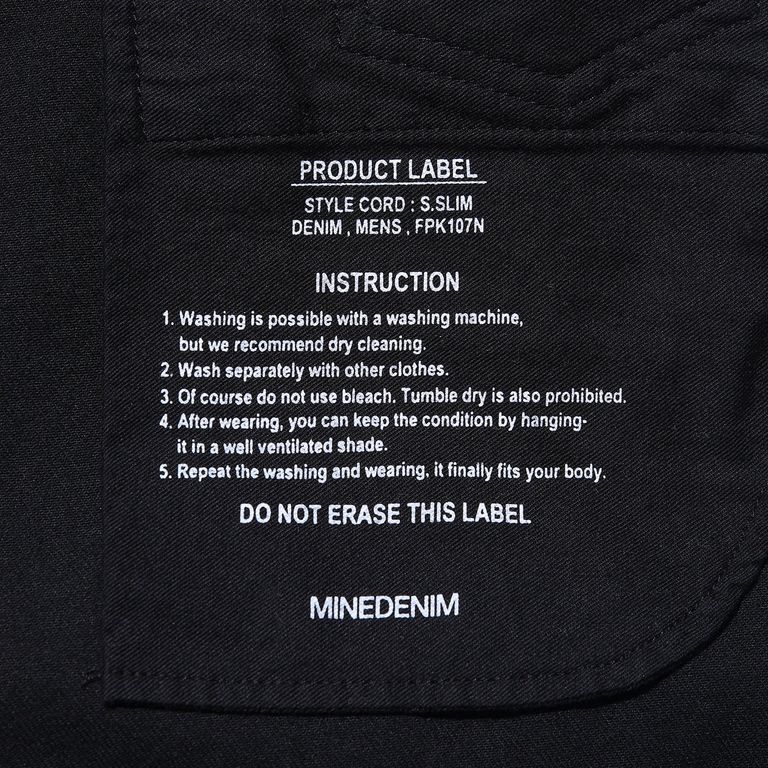 PRODUCT LABEL
STYLE CORD : S.SLIM
DENIM , MENS , FPK107N
INSTRUCTION
1. Washing is possible with a washing machine,
but we recommend dry cleaning.
2. Wash separately with other clothes.
3. Of course do not use bleach. Tumble dry is also prohibited.
4. After wearing, you can keep the condition by hanging-
it in a well ventilated shade.
5. Repeat the washing and wearing, it finally fits your body.
DO NOT ERASE THIS LABEL
MINEDENIM